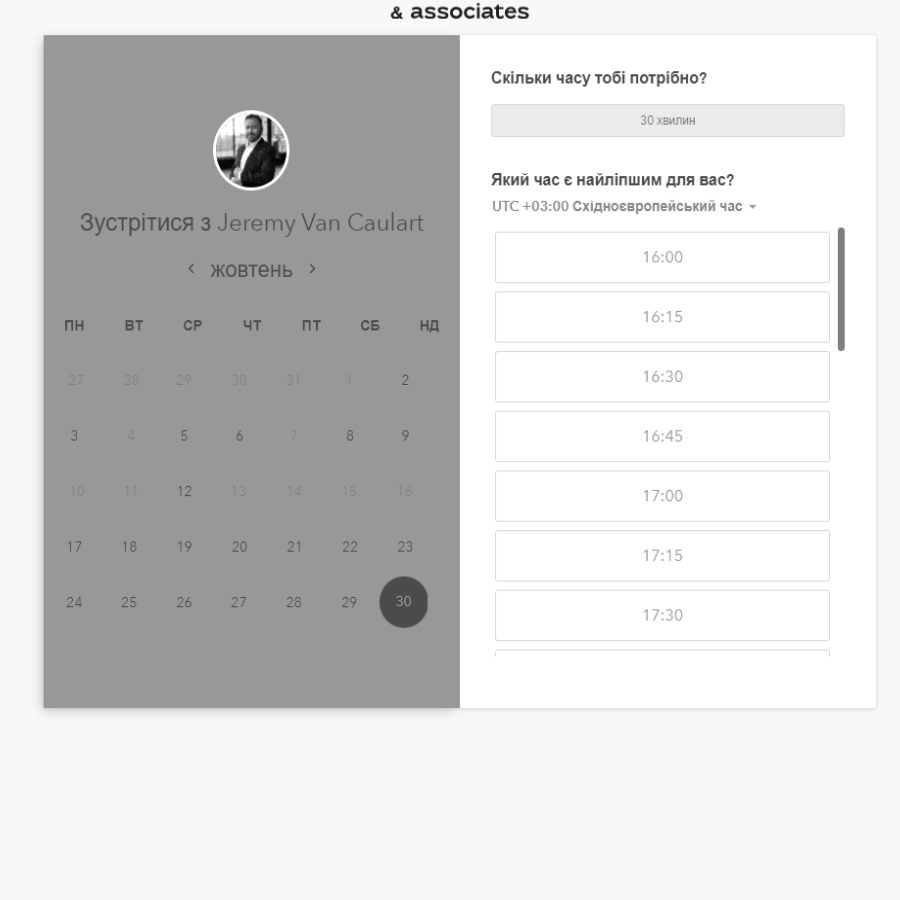 & associates
Зустрітися з Jeremy Van Caulart
‹ жовтень ›
ПН ВТ СР ЧТ ПТ СБ НД
27 28 29 30 31 1 2
3 4 5 6 7 8 9
10 11 12 13 14 15 16
17 18 19 20 21 22 23
24 25 26 27 28 29 30
Скільки часу тобі потрібно?
30 хвилин
Який час є найліпшим для вас?
UTC +03:00 Східноєвропейський час
16:00
16:15
16:30
16:45
17:00
17:15
17:30